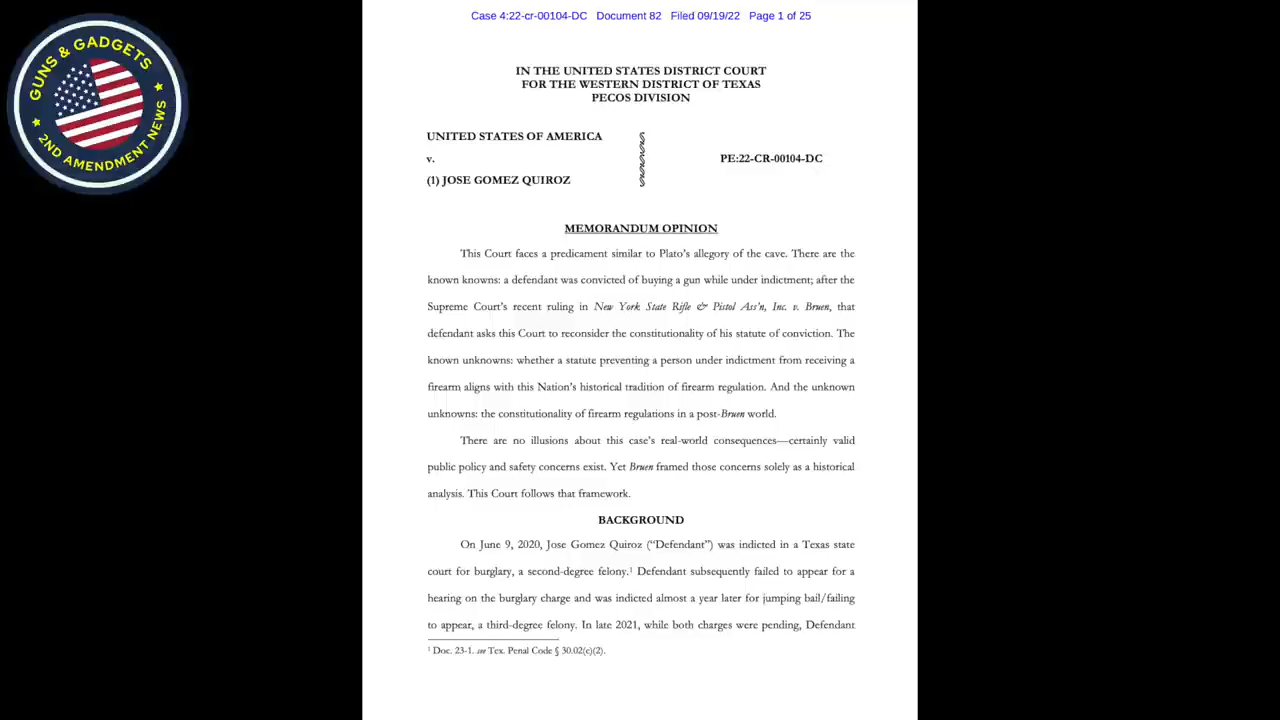 GUNS & GADGETS
2ND AMENDMENT NEWS
Case 4:22-cr-00104-DC Document 82 Filed 09/19/22 Page 1 of 25
IN THE UNITED STATES DISTRICT COURT
FOR THE WESTERN DISTRICT OF TEXAS
PECOS DIVISION
UNITED STATES OF AMERICA
v.
(1) JOSE GOMEZ QUIROZ
§
§
§
§
§
PE:22-CR-00104-DC
MEMORANDUM OPINION
This Court faces a predicament similar to Plato's allegory of the cave. There are the
known knowns: a defendant was convicted of buying a gun while under indictment; after the
Supreme Court's recent ruling in New York State Rifle & Pistol Ass'n, Inc. v. Bruen, that
defendant asks this Court to reconsider the constitutionality of his statute of conviction. The
known unknowns: whether a statute preventing a person under indictment from receiving a
firearm aligns with this Nation's historical tradition of firearm regulation. And the unknown
unknowns: the constitutionality of firearm regulations in a post-Bruen world.
There are no illusions about this case's real-world consequences—certainly valid
public policy and safety concerns exist. Yet Bruen framed those concerns solely as a historical
analysis. This Court follows that framework.
BACKGROUND
On June 9, 2020, Jose Gomez Quiroz ("Defendant") was indicted in a Texas state
court for burglary, a second-degree felony.¹ Defendant subsequently failed to appear for a
hearing on the burglary charge and was indicted almost a year later for jumping bail/failing
to appear, a third-degree felony. In late 2021, while both charges were pending, Defendant
¹ Doc. 23-1. see Tex. Penal Code § 30.02(c)(2).